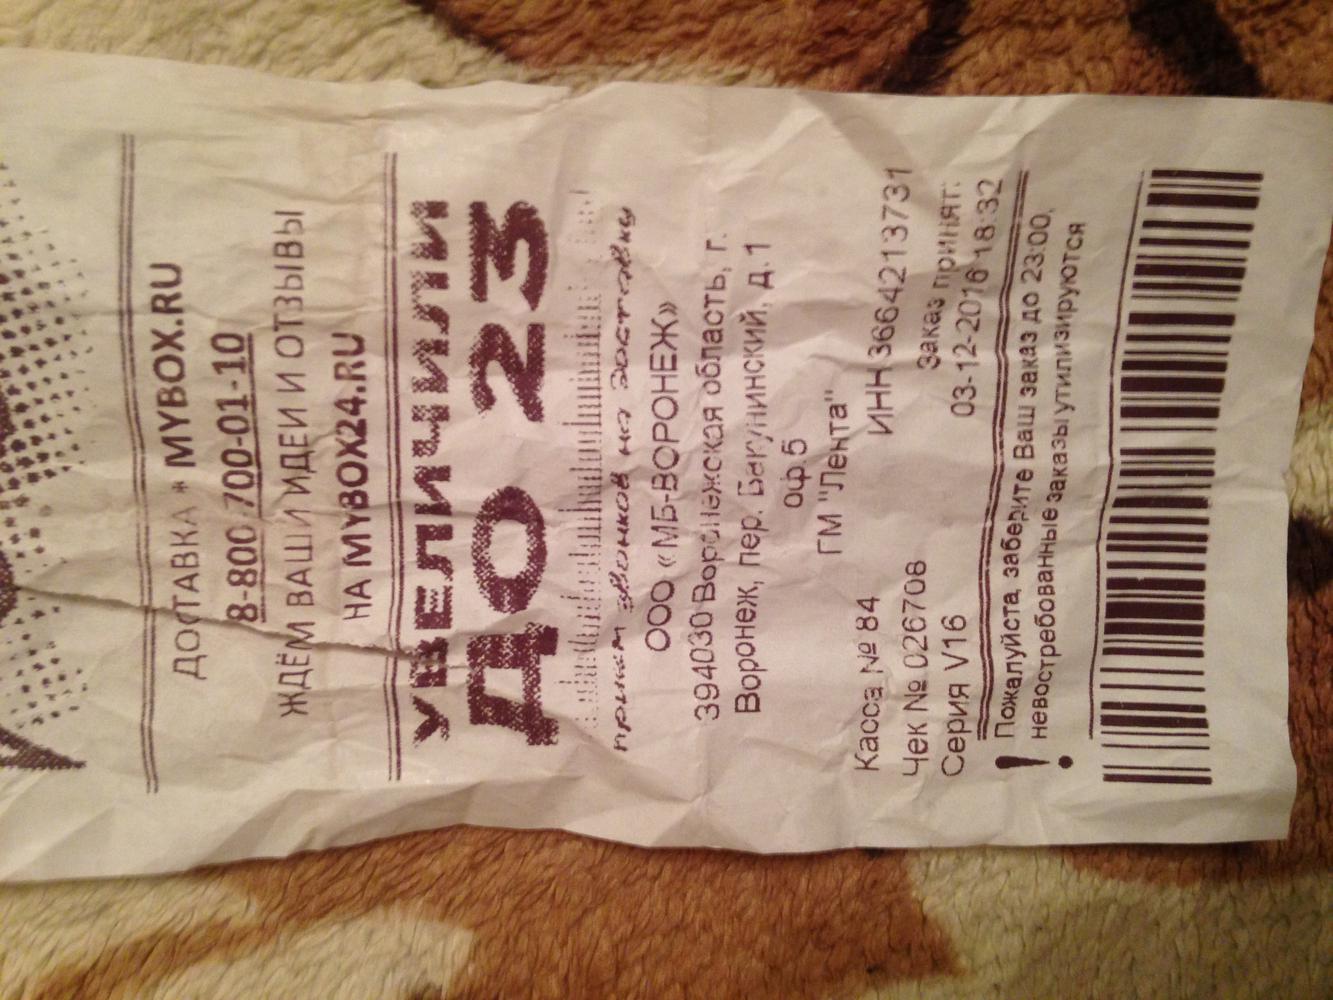 ДОСТАВКА * MYBOX.RU
8-800 700-01-10
ЖДЁМ ВАШИ ИДЕИ И ОТЗЫВЫ
НА MYBOX24.RU
УВЕЛИЧИЛИ
ДО 23
приём звонков на доставку
ООО «МБ-ВОРОНЕЖ»
394030 Воронежская область, г.
Воронеж, пер. Бакунинский, д.1
оф.5
ГМ "Лента"
ИНН 3664213731
Касса № 84
Заказ принят:
Чек № 026708
03-12-2016 18:32
Серия V16
! Пожалуйста, заберите Ваш заказ до 23:00,
невостребованные заказы утилизируются